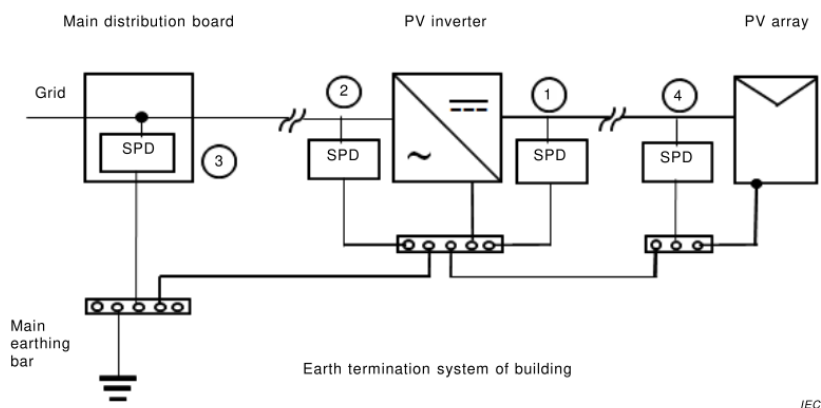 Main distribution board
PV inverter
PV array
Grid
2
1
4
SPD
3
SPD
SPD
SPD
~
Main
earthing
bar
Earth termination system of building
IEC